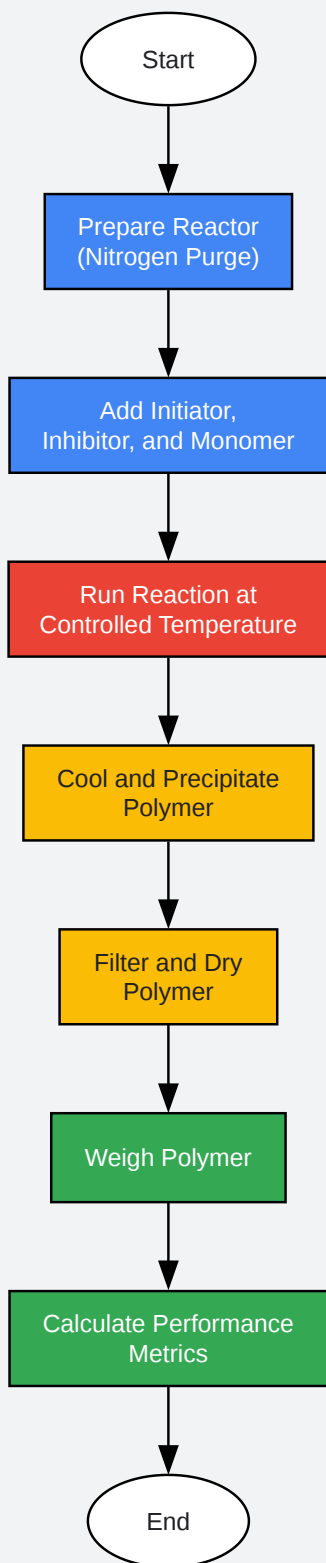 Start
Prepare Reactor
(Nitrogen Purge)
Add Initiator,
Inhibitor, and Monomer
Run Reaction at
Controlled Temperature
Cool and Precipitate
Polymer
Filter and Dry
Polymer
Weigh Polymer
Calculate Performance
Metrics
End